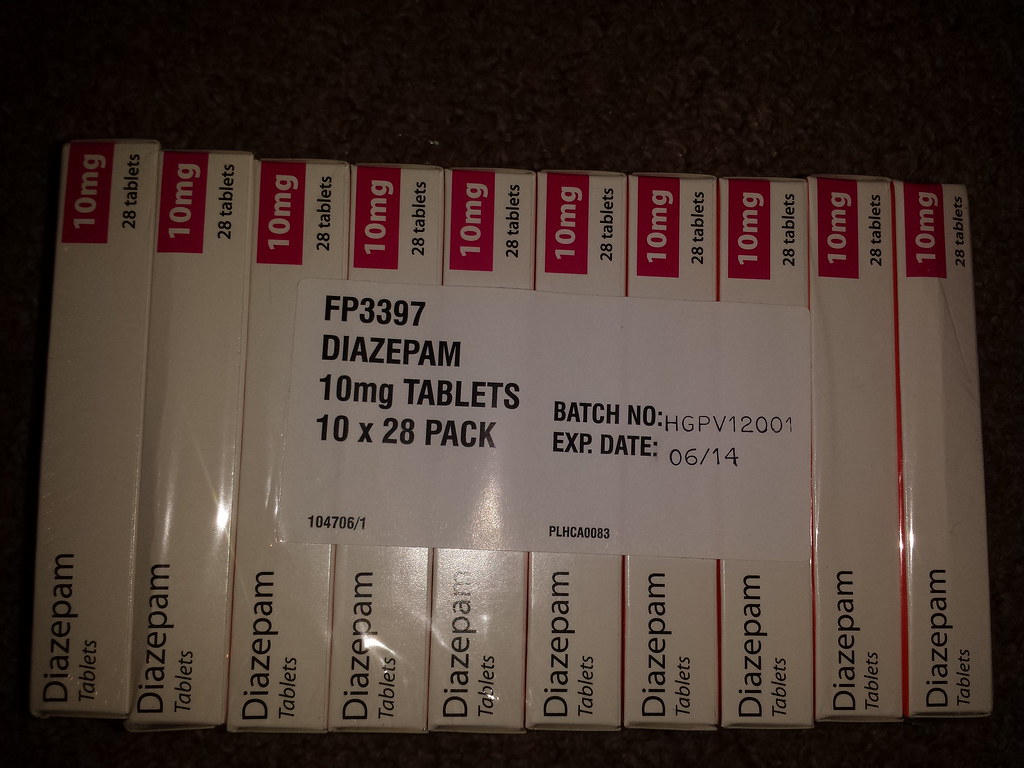 10mg
28 tablets
10mg
28 tablets
10mg
28 tablets
10mg
28 tablets
10mg
28 tablets
10mg
28 tablets
10mg
28 tablets
10mg
28 tablets
10mg
28 tablets
10mg
28 tablets
FP3397
DIAZEPAM
10mg TABLETS
10 x 28 PACK
BATCH NO: HGPV12001
EXP. DATE: 06/14
104706/1
PLHCA0083
Diazepam
Tablets
Diazepam
Tablets
Diazepam
Tablets
Diazepam
Tablets
Diazepam
Tablets
Diazepam
Tablets
Diazepam
Tablets
Diazepam
Tablets
Diazepam
Tablets
Diazepam
Tablets